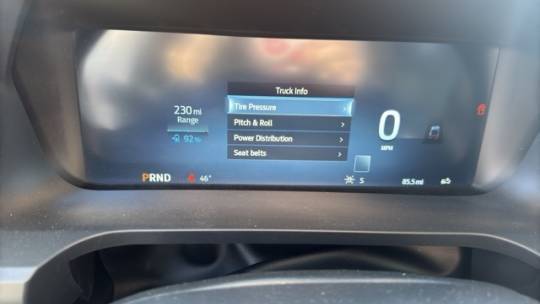 Truck Info
Tire Pressure
230 mi
Range
Pitch & Roll
Power Distribution
0
92%
Seat belts
MPH
PRND
46°
S
85.5 mi